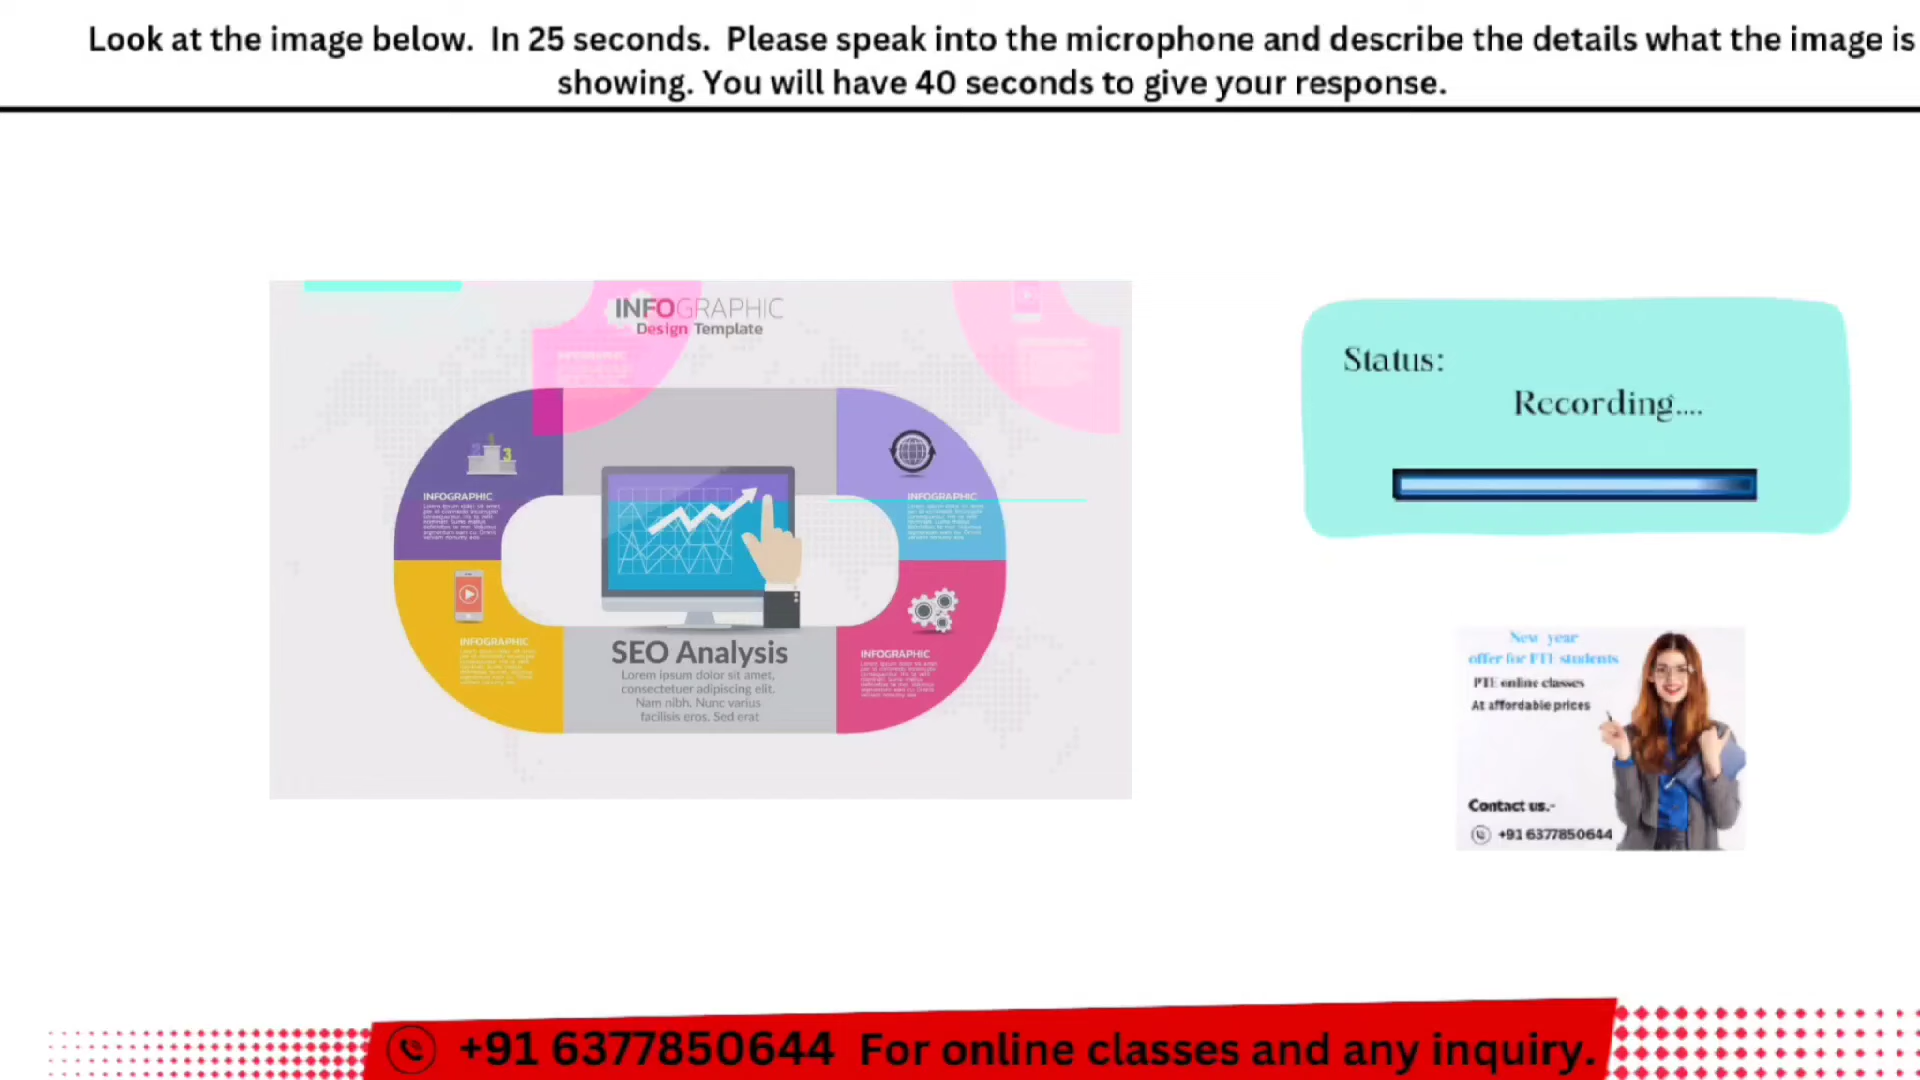 Look at the image below. In 25 seconds. Please speak into the microphone and describe the details what the image is
showing. You will have 40 seconds to give your response.
INFOGRAPHIC
Design Template
INFOGRAPHIC
INFOGRAPHIC
INFOGRAPHIC
INFOGRAPHIC
INFOGRAPHIC
SEO Analysis
Lorem ipsum dolor sit amet,
consectetuer adipiscing elit.
Nam nibh. Nunc varius
facilisis eros. Sed erat
Status:
Recording....
New year
offer for PTE students
PTE online classes
At affordable prices
Contact us.-
+91 6377850644
+91 6377850644 For online classes and any inquiry.